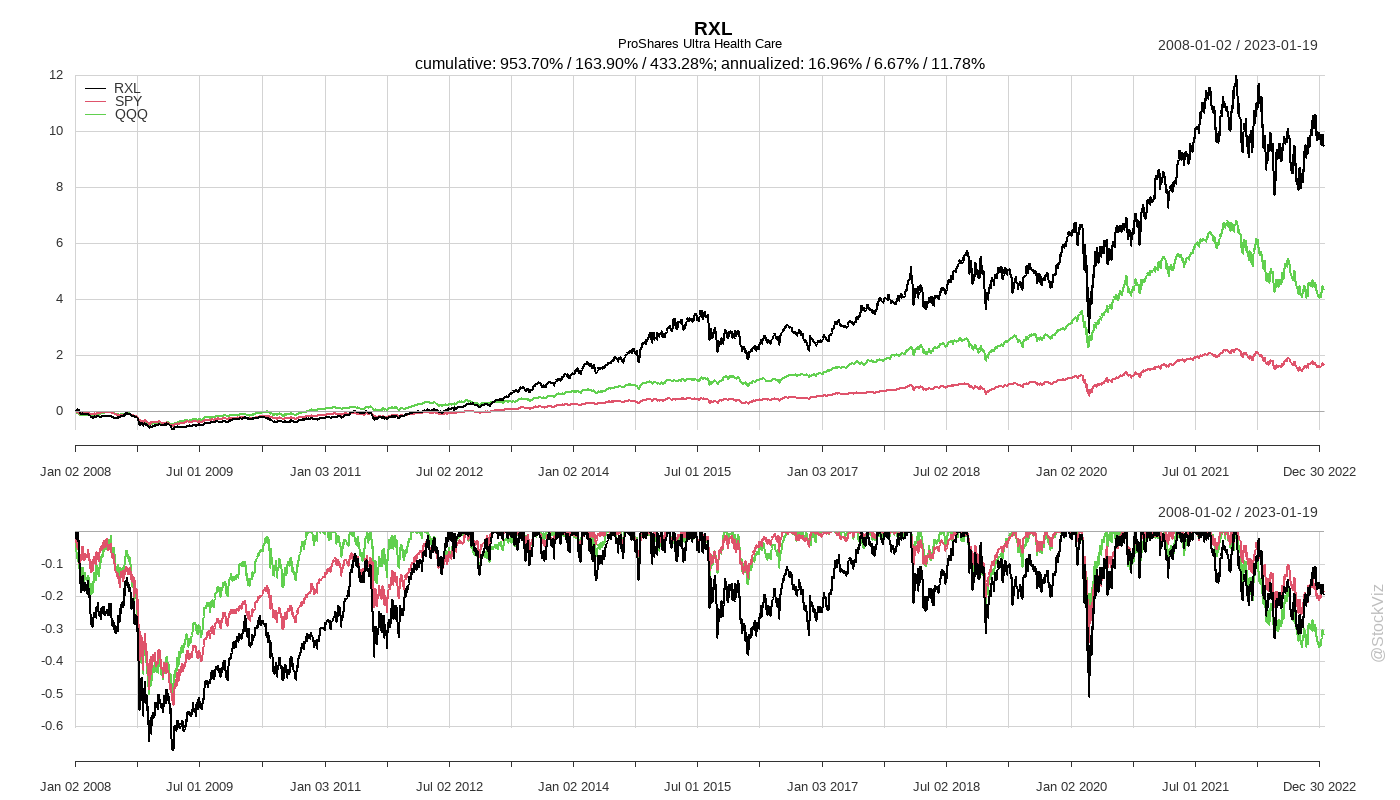 RXL
ProShares Ultra Health Care
2008-01-02 / 2023-01-19
cumulative: 953.70% / 163.90% / 433.28%; annualized: 16.96% / 6.67% / 11.78%
12
10
8
6
4
2
0
RXL
SPY
QQQ
Jan 02 2008 Jul 01 2009 Jan 03 2011 Jul 02 2012 Jan 02 2014 Jul 01 2015 Jan 03 2017 Jul 02 2018 Jan 02 2020 Jul 01 2021 Dec 30 2022
2008-01-02 / 2023-01-19
-0.1
-0.2
-0.3
-0.4
-0.5
-0.6
Jan 02 2008 Jul 01 2009 Jan 03 2011 Jul 02 2012 Jan 02 2014 Jul 01 2015 Jan 03 2017 Jul 02 2018 Jan 02 2020 Jul 01 2021 Dec 30 2022
@StockViz